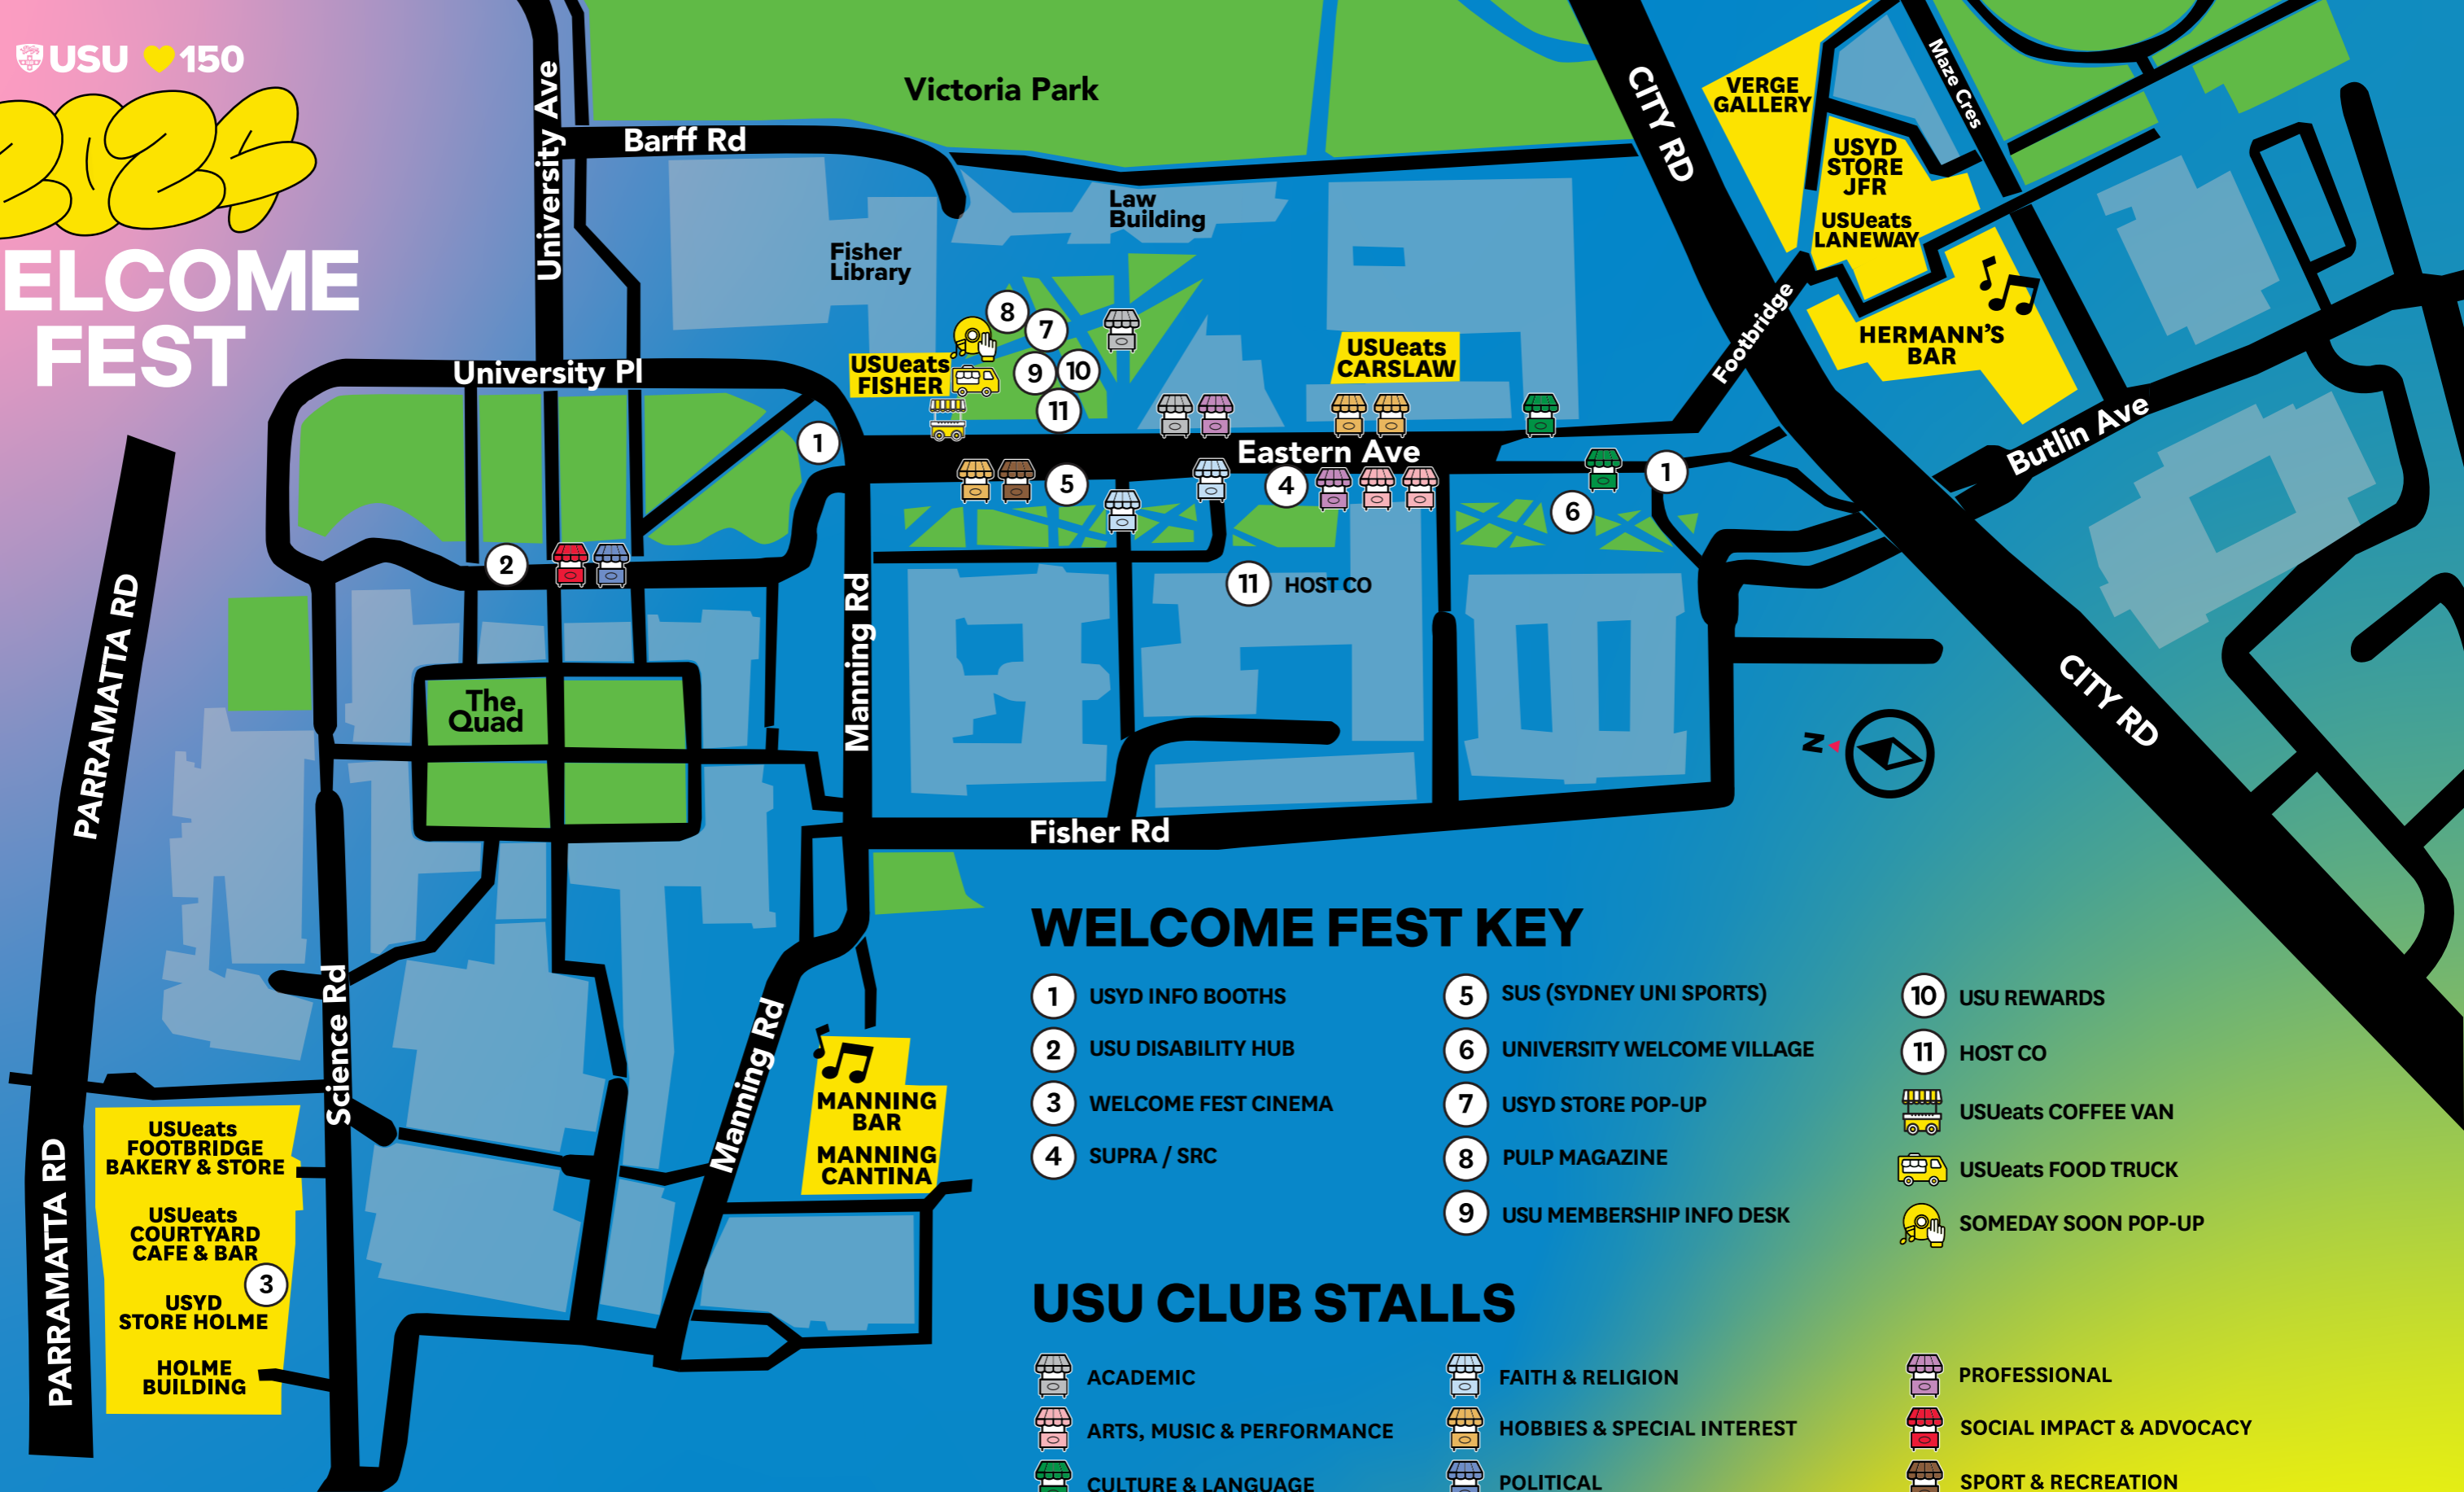 USU 150
2024
ELCOME
FEST
University Ave
Barff Rd
Victoria Park
CITY RD
Maze Cres
VERGE
GALLERY
USYD
STORE
JFR
USUeats
LANEWAY
HERMANN'S
BAR
Footbridge
Butlin Ave
Law
Building
Fisher
Library
8
7
9
10
11
USUeats
FISHER
USUeats
CARSLAW
University Pl
1
Eastern Ave
5
4
1
6
2
11 HOST CO
Manning Rd
The
Quad
PARRAMATTA RD
N
CITY RD
Fisher Rd
Science Rd
Manning Rd
MANNING
BAR
MANNING
CANTINA
PARRAMATTA RD
USUeats
FOOTBRIDGE
BAKERY & STORE
USUeats
COURTYARD
CAFE & BAR
3
USYD
STORE HOLME
HOLME
BUILDING
WELCOME FEST KEY
1 USYD INFO BOOTHS
2 USU DISABILITY HUB
3 WELCOME FEST CINEMA
4 SUPRA / SRC
5 SUS (SYDNEY UNI SPORTS)
6 UNIVERSITY WELCOME VILLAGE
7 USYD STORE POP-UP
8 PULP MAGAZINE
9 USU MEMBERSHIP INFO DESK
10 USU REWARDS
11 HOST CO
USUeats COFFEE VAN
USUeats FOOD TRUCK
SOMEDAY SOON POP-UP
USU CLUB STALLS
ACADEMIC
ARTS, MUSIC & PERFORMANCE
CULTURE & LANGUAGE
FAITH & RELIGION
HOBBIES & SPECIAL INTEREST
POLITICAL
PROFESSIONAL
SOCIAL IMPACT & ADVOCACY
SPORT & RECREATION